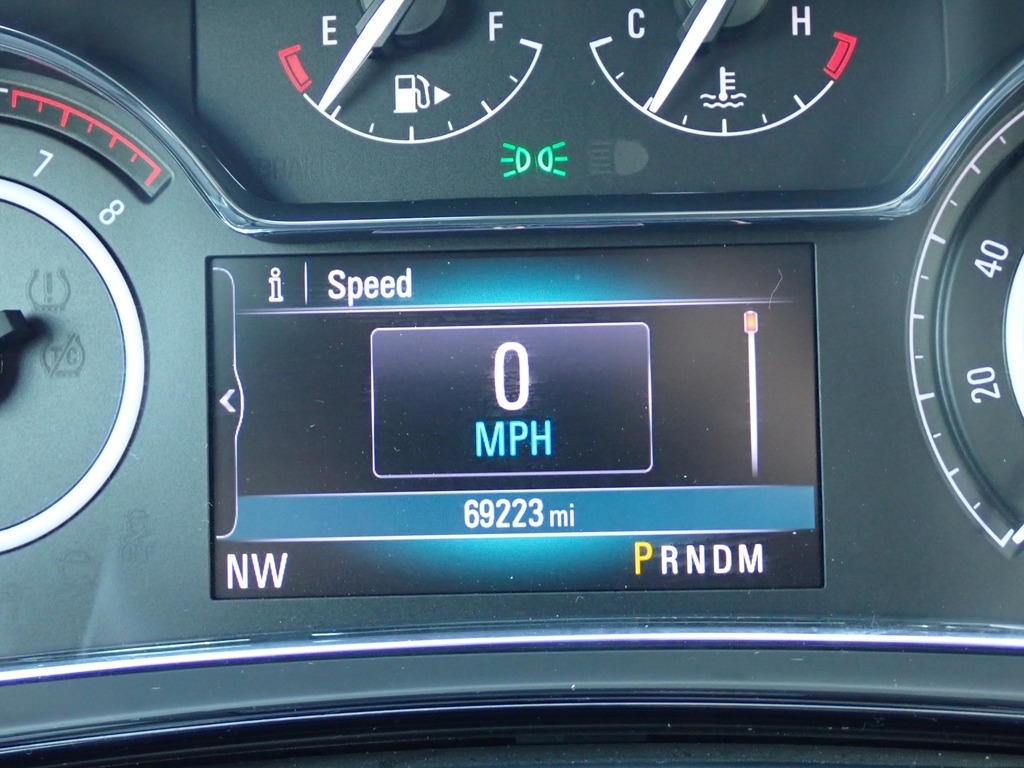 E F C H
7
8
i Speed
40
0
20
MPH
69223 mi
NW PRNDM